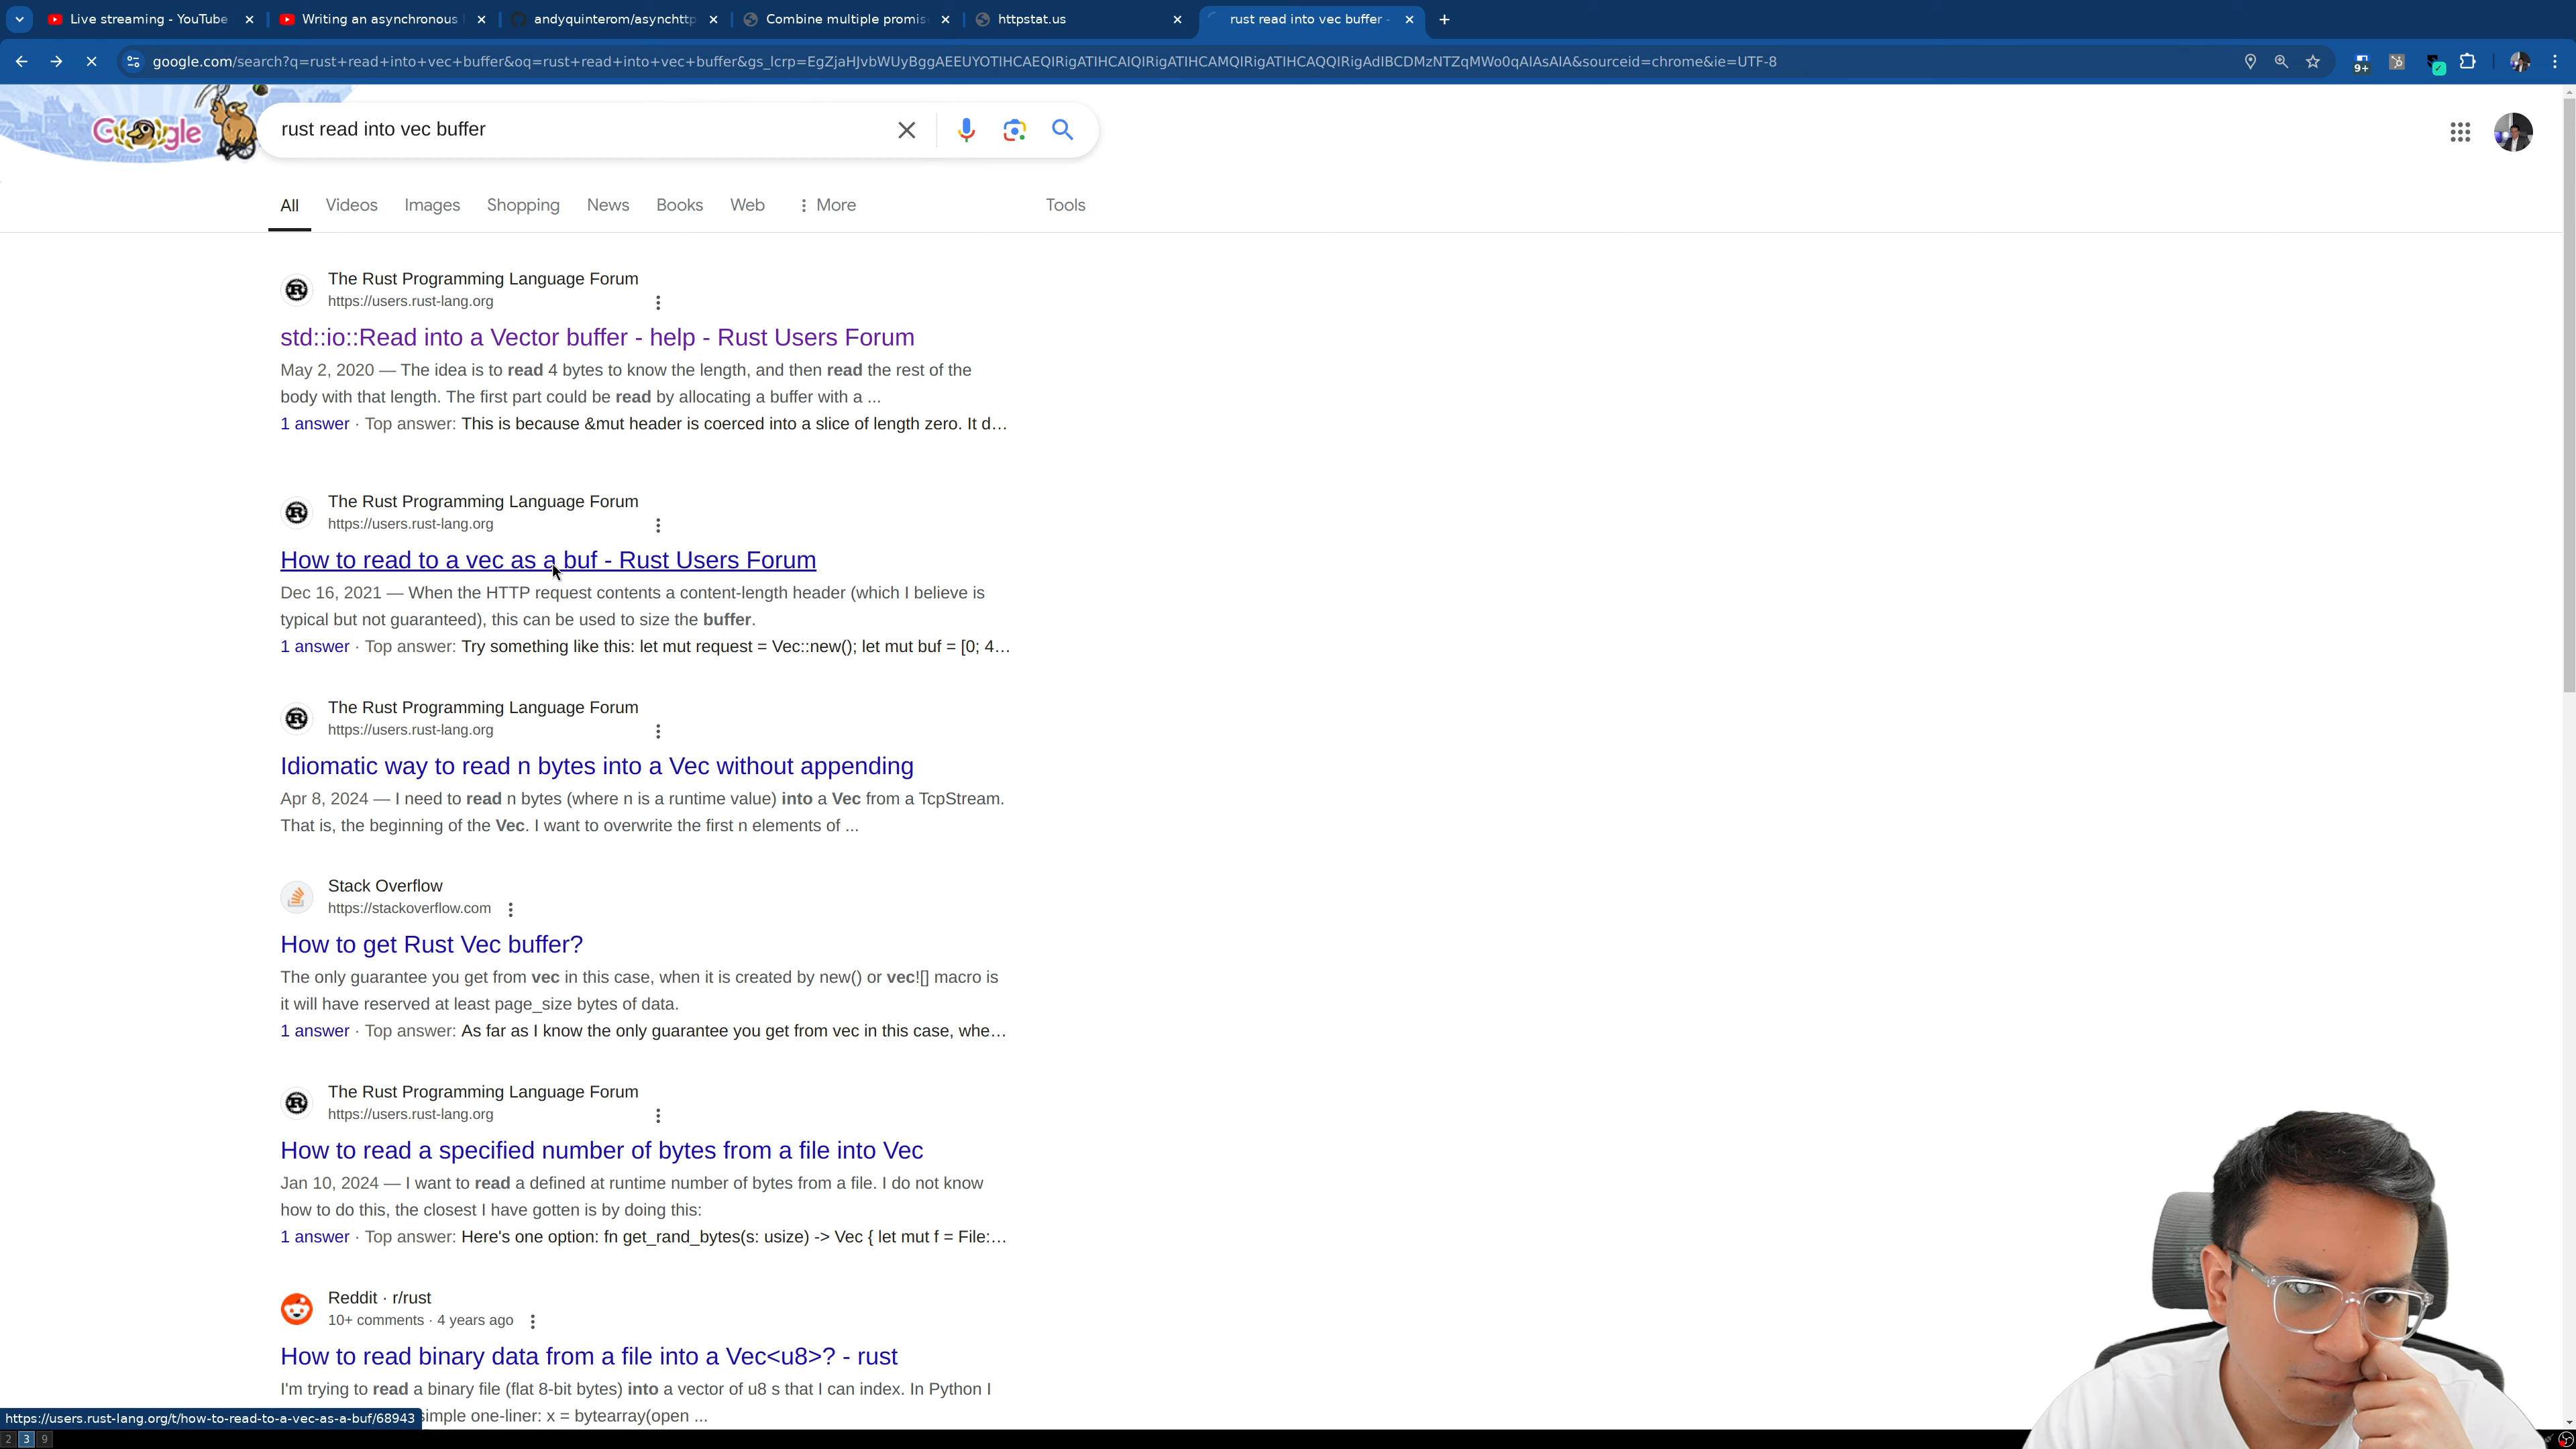 Live streaming - YouTube
Writing an asynchronous
andyquinterom/asynchttp
Combine multiple promis
httpstat.us
rust read into vec buffer -
google.com/search?q=rust+read+into+vec+buffer&oq=rust+read+into+vec+buffer&gs_lcrp=EgZjaHJvbWUyBggAEEUYOTIHCAEQIRigATIHCAIQIRigATIHCAMQIRigATIHCAQQIRigAdIBCDMzNTZqMWo0qAIAsAIA&sourceid=chrome&ie=UTF-8
9+
Google
rust read into vec buffer
All Videos Images Shopping News Books Web More Tools
The Rust Programming Language Forum
https://users.rust-lang.org
std::io::Read into a Vector buffer - help - Rust Users Forum
May 2, 2020 — The idea is to read 4 bytes to know the length, and then read the rest of the
body with that length. The first part could be read by allocating a buffer with a ...
1 answer · Top answer: This is because &mut header is coerced into a slice of length zero. It d…
The Rust Programming Language Forum
https://users.rust-lang.org
How to read to a vec as a buf - Rust Users Forum
Dec 16, 2021 — When the HTTP request contents a content-length header (which I believe is
typical but not guaranteed), this can be used to size the buffer.
1 answer · Top answer: Try something like this: let mut request = Vec::new(); let mut buf = [0; 4…
The Rust Programming Language Forum
https://users.rust-lang.org
Idiomatic way to read n bytes into a Vec without appending
Apr 8, 2024 — I need to read n bytes (where n is a runtime value) into a Vec from a TcpStream.
That is, the beginning of the Vec. I want to overwrite the first n elements of ...
Stack Overflow
https://stackoverflow.com
How to get Rust Vec buffer?
The only guarantee you get from vec in this case, when it is created by new() or vec![] macro is
it will have reserved at least page_size bytes of data.
1 answer · Top answer: As far as I know the only guarantee you get from vec in this case, whe…
The Rust Programming Language Forum
https://users.rust-lang.org
How to read a specified number of bytes from a file into Vec
Jan 10, 2024 — I want to read a defined at runtime number of bytes from a file. I do not know
how to do this, the closest I have gotten is by doing this:
1 answer · Top answer: Here's one option: fn get_rand_bytes(s: usize) -> Vec { let mut f = File:…
Reddit · r/rust
10+ comments · 4 years ago
How to read binary data from a file into a Vec<u8>? - rust
I'm trying to read a binary file (flat 8-bit bytes) into a vector of u8 s that I can index. In Python I
https://users.rust-lang.org/t/how-to-read-to-a-vec-as-a-buf/68943 simple one-liner: x = bytearray(open ...
2 3 9